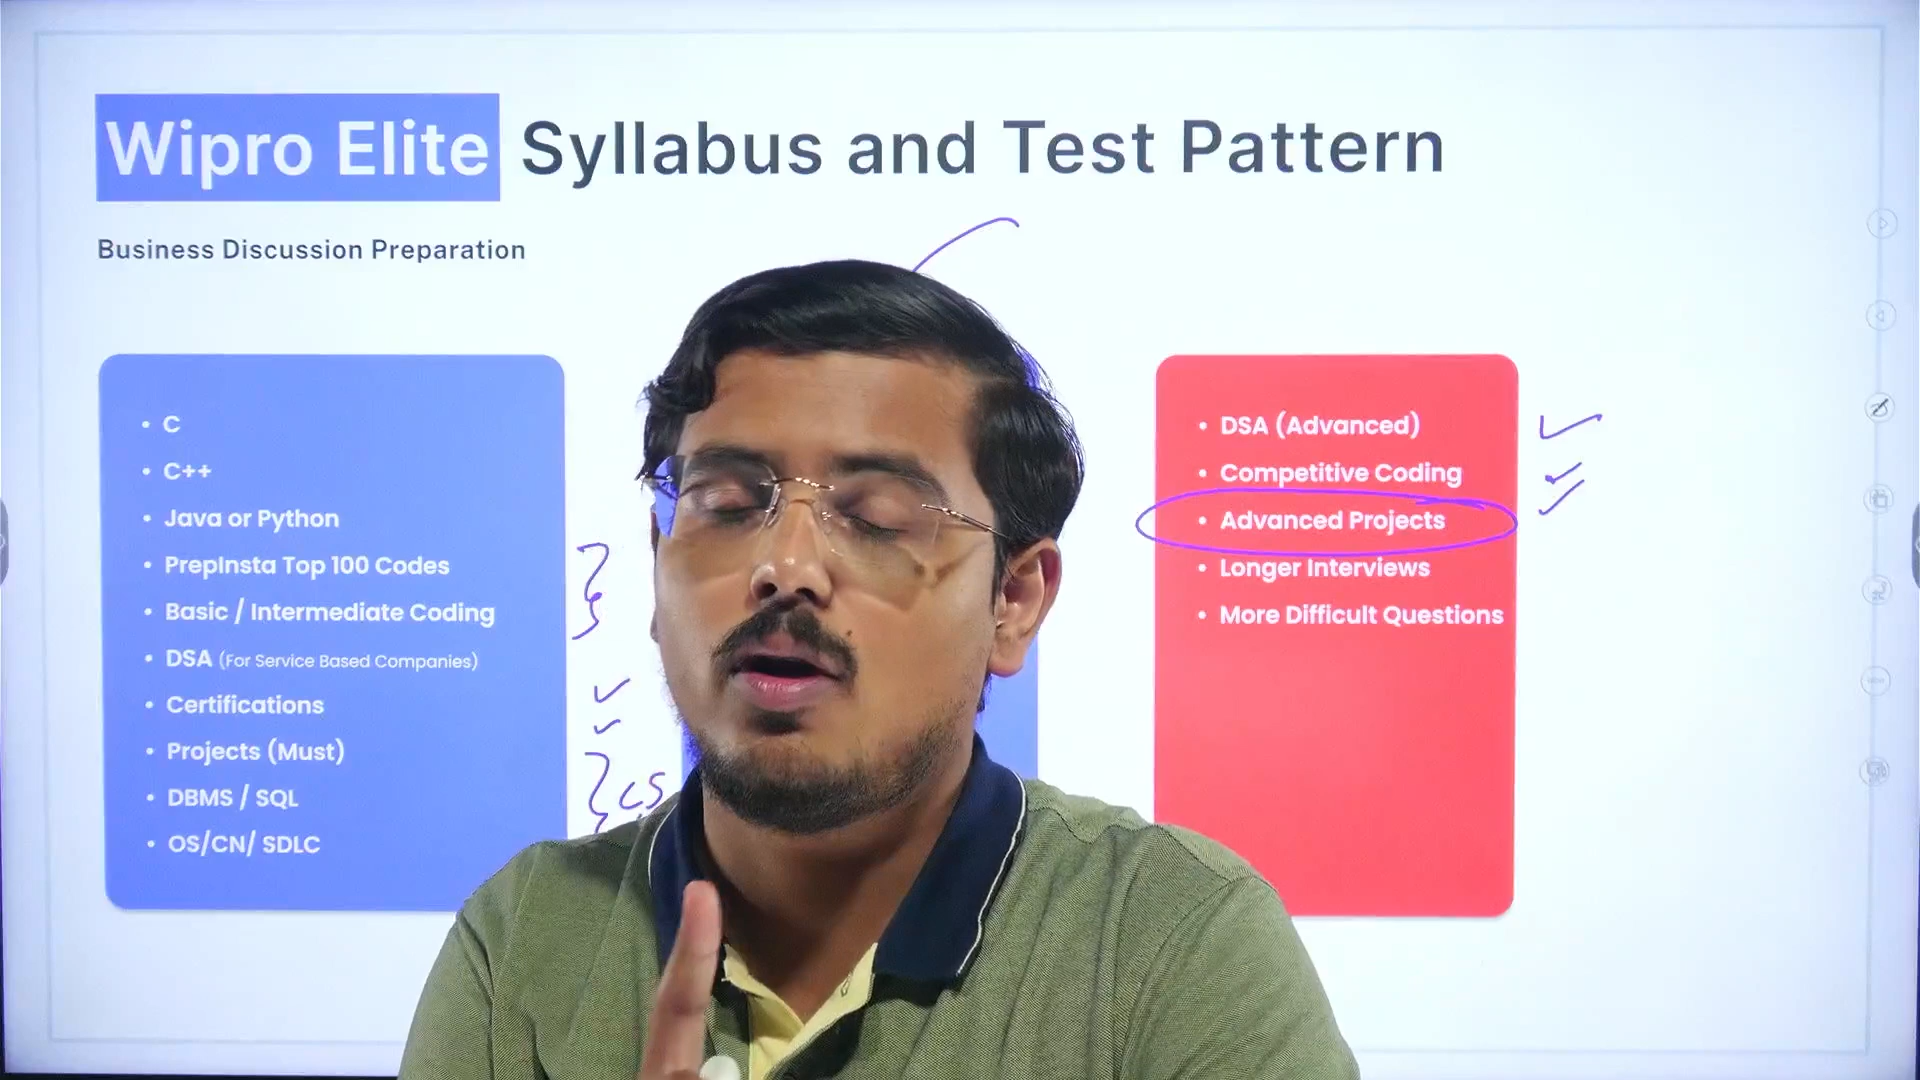 Wipro Elite Syllabus and Test Pattern
Business Discussion Preparation
• C
• C++
• Java or Python
• PrepInsta Top 100 Codes
• Basic / Intermediate Coding
• DSA (For Service Based Companies)
• Certifications
• Projects (Must)
• DBMS / SQL
• OS/CN/ SDLC
CS
• DSA (Advanced)
• Competitive Coding
• Advanced Projects
• Longer Interviews
• More Difficult Questions